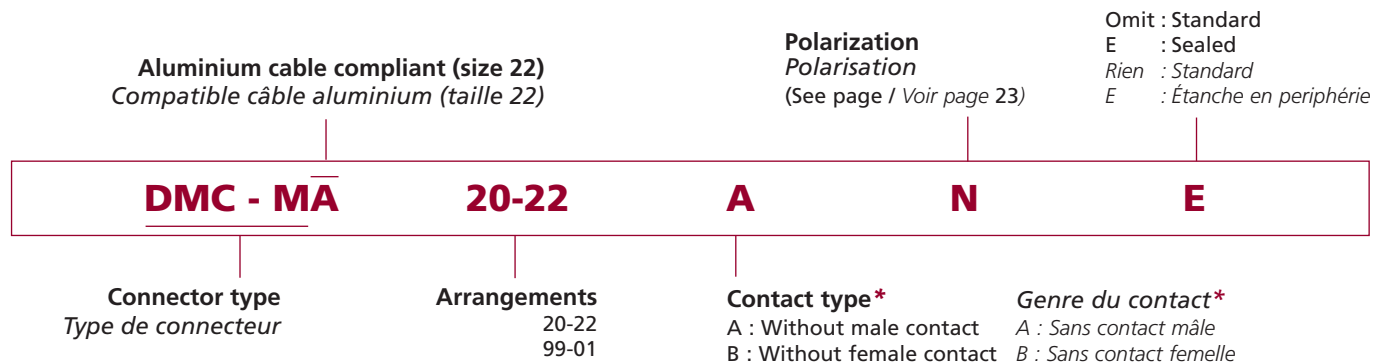 Aluminium cable compliant (size 22)
Compatible câble aluminium (taille 22)
Polarization
Polarisation
(See page / Voir page 23)
Omit : Standard
E : Sealed
Rien : Standard
E : Étanche en periphérie
DMC - MA 20-22 A N E
Connector type
Type de connecteur
Arrangements
20-22
99-01
Contact type*
A : Without male contact
B : Without female contact
Genre du contact*
A : Sans contact mâle
B : Sans contact femelle